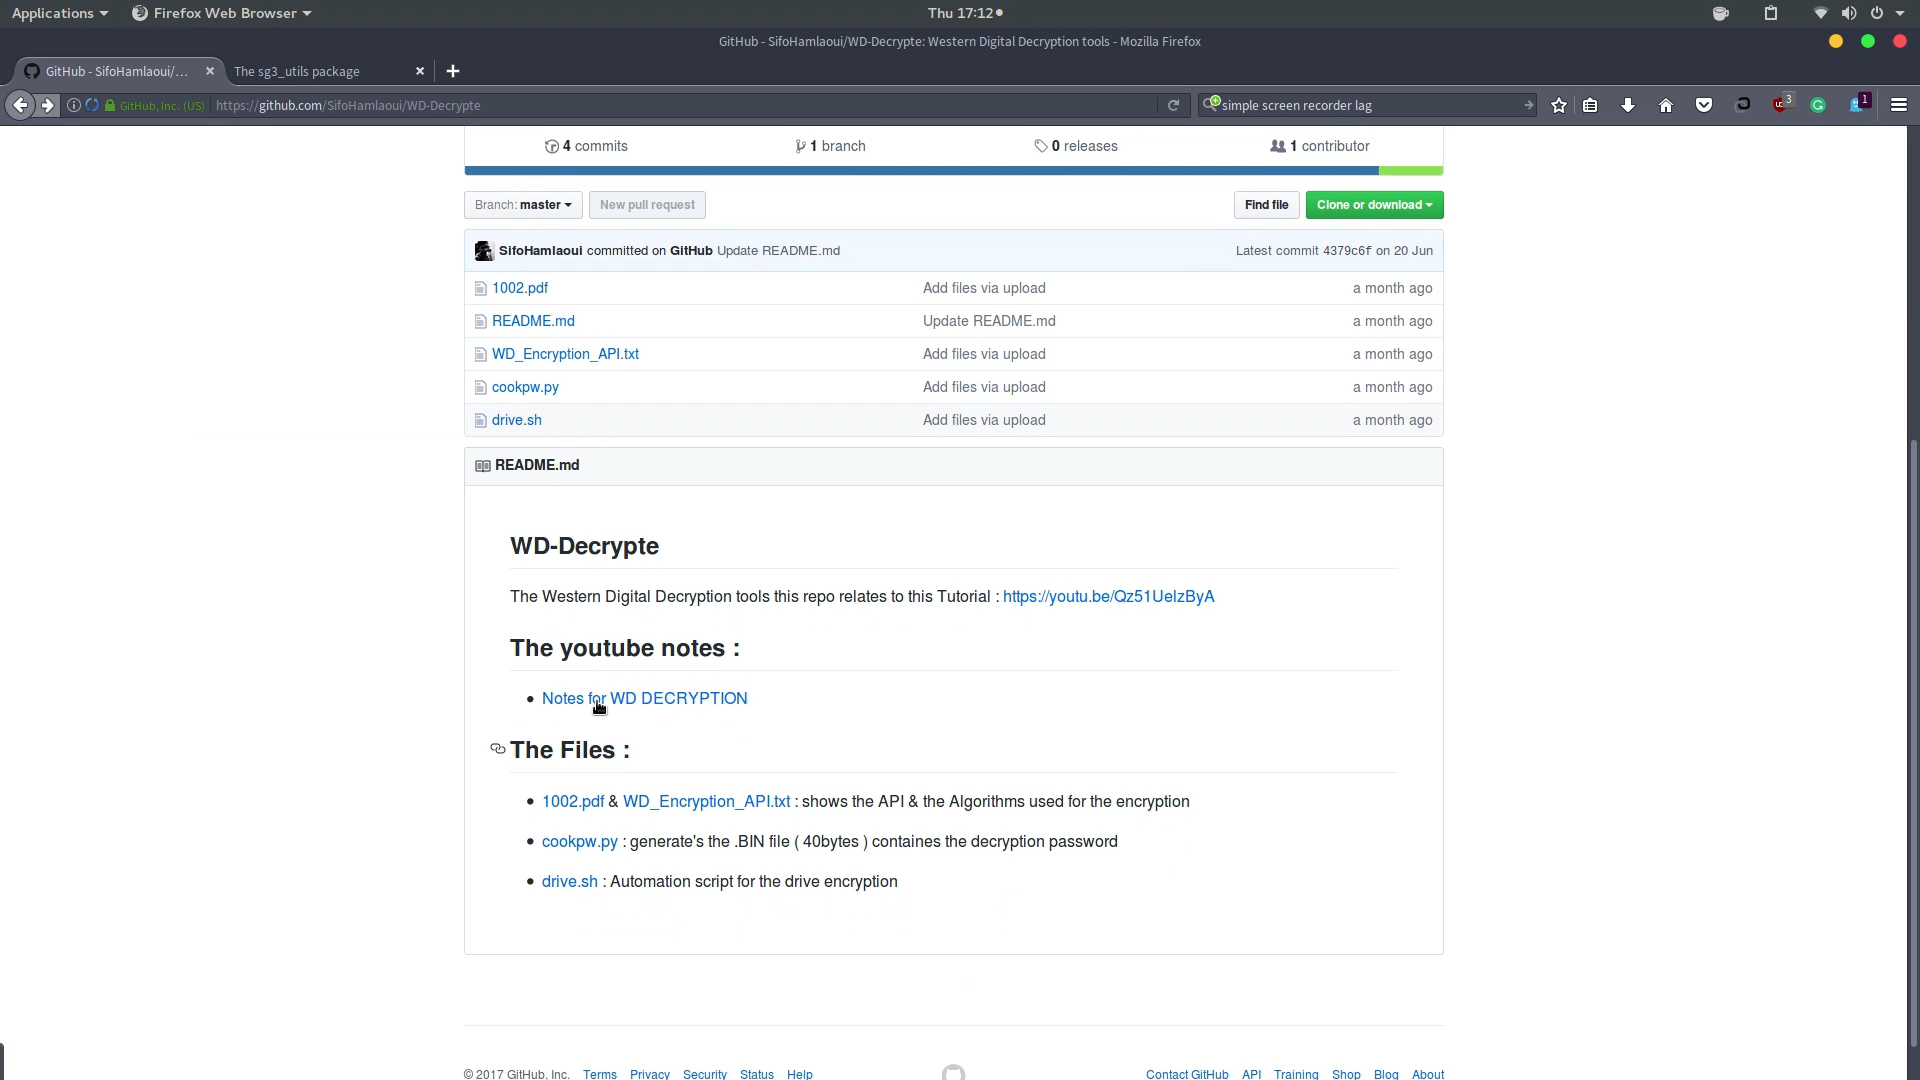 Applications Firefox Web Browser Thu 17:12
GitHub - SifoHamlaoui/WD-Decrypte: Western Digital Decryption tools - Mozilla Firefox
GitHub - SifoHamlaoui/... The sg3_utils package
GitHub, Inc. (US) https://github.com/SifoHamlaoui/WD-Decrypte simple screen recorder lag 3 1
4 commits 1 branch 0 releases 1 contributor
Branch: master New pull request Find file Clone or download
SifoHamlaoui committed on GitHub Update README.md Latest commit 4379c6f on 20 Jun
1002.pdf Add files via upload a month ago
README.md Update README.md a month ago
WD_Encryption_API.txt Add files via upload a month ago
cookpw.py Add files via upload a month ago
drive.sh Add files via upload a month ago
README.md
WD-Decrypte
The Western Digital Decryption tools this repo relates to this Tutorial : https://youtu.be/Qz51UelzByA
The youtube notes :
Notes for WD DECRYPTION
The Files :
1002.pdf & WD_Encryption_API.txt : shows the API & the Algorithms used for the encryption
cookpw.py : generate's the .BIN file ( 40bytes ) containes the decryption password
drive.sh : Automation script for the drive encryption
© 2017 GitHub, Inc. Terms Privacy Security Status Help Contact GitHub API Training Shop Blog About